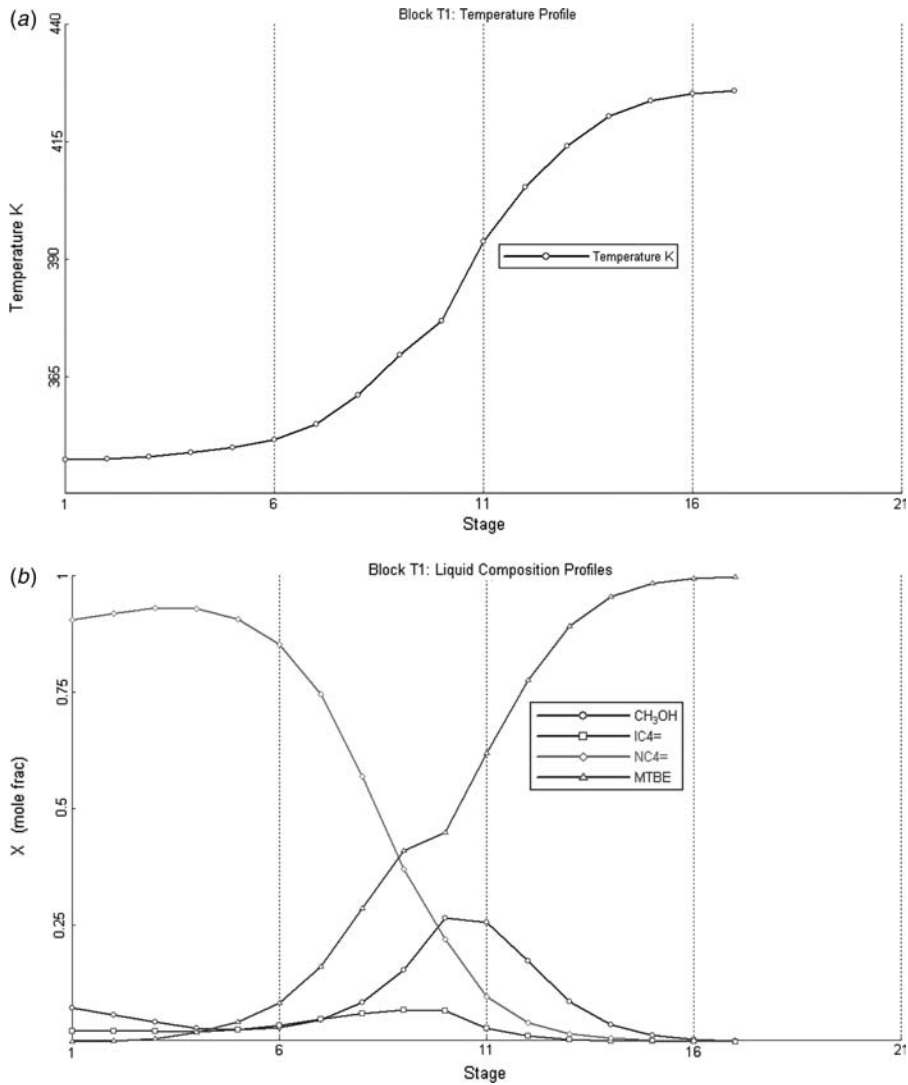 (a)
Block T1: Temperature Profile
440
415
390
365
Temperature K
Temperature K
1 6 11 16 21
Stage
(b)
Block T1: Liquid Composition Profiles
1
0.75
0.5
0.25
X (mole frac)
CH₃OH
IC4=
NC4=
MTBE
1 6 11 16 21
Stage